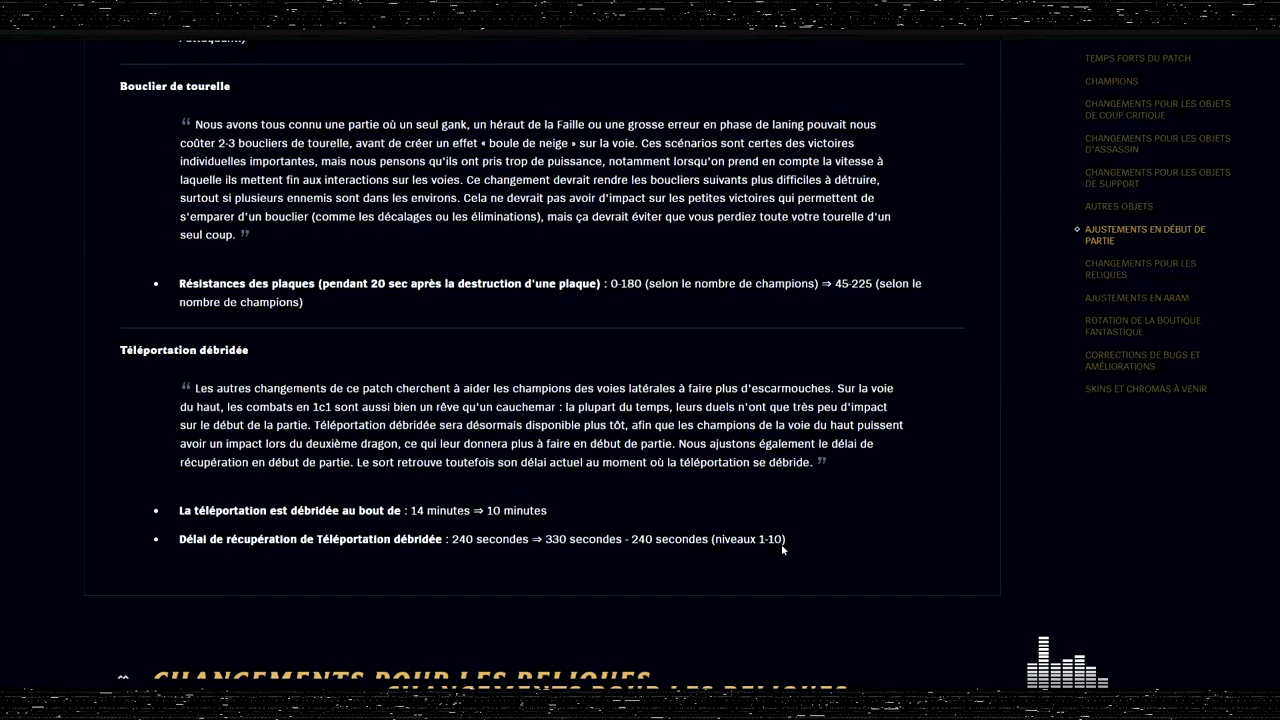 Bouclier de tourelle
“ Nous avons tous connu une partie où un seul gank, un héraut de la Faille ou une grosse erreur en phase de laning pouvait nous
coûter 2-3 boucliers de tourelle, avant de créer un effet « boule de neige » sur la voie. Ces scénarios sont certes des victoires
individuelles importantes, mais nous pensons qu'ils ont pris trop de puissance, notamment lorsqu'on prend en compte la vitesse à
laquelle ils mettent fin aux interactions sur les voies. Ce changement devrait rendre les boucliers suivants plus difficiles à détruire,
surtout si plusieurs ennemis sont dans les environs. Cela ne devrait pas avoir d'impact sur les petites victoires qui permettent de
s'emparer d'un bouclier (comme les décalages ou les éliminations), mais ça devrait éviter que vous perdiez toute votre tourelle d'un
seul coup. ”
• Résistances des plaques (pendant 20 sec après la destruction d'une plaque) : 0-180 (selon le nombre de champions) ⇒ 45-225 (selon le
nombre de champions)
Téléportation débridée
“ Les autres changements de ce patch cherchent à aider les champions des voies latérales à faire plus d'escarmouches. Sur la voie
du haut, les combats en 1c1 sont aussi bien un rêve qu'un cauchemar : la plupart du temps, leurs duels n'ont que très peu d'impact
sur le début de la partie. Téléportation débridée sera désormais disponible plus tôt, afin que les champions de la voie du haut puissent
avoir un impact lors du deuxième dragon, ce qui leur donnera plus à faire en début de partie. Nous ajustons également le délai de
récupération en début de partie. Le sort retrouve toutefois son délai actuel au moment où la téléportation se débride. ”
• La téléportation est débridée au bout de : 14 minutes ⇒ 10 minutes
• Délai de récupération de Téléportation débridée : 240 secondes ⇒ 330 secondes - 240 secondes (niveaux 1-10)
CHANGEMENTS POUR LES RELIQUES
TEMPS FORTS DU PATCH
CHAMPIONS
CHANGEMENTS POUR LES OBJETS
DE COUP CRITIQUE
CHANGEMENTS POUR LES OBJETS
D'ASSASSIN
CHANGEMENTS POUR LES OBJETS
DE SUPPORT
AUTRES OBJETS
AJUSTEMENTS EN DÉBUT DE
PARTIE
CHANGEMENTS POUR LES
RELIQUES
AJUSTEMENTS EN ARAM
ROTATION DE LA BOUTIQUE
FANTASTIQUE
CORRECTIONS DE BUGS ET
AMÉLIORATIONS
SKINS ET CHROMAS À VENIR